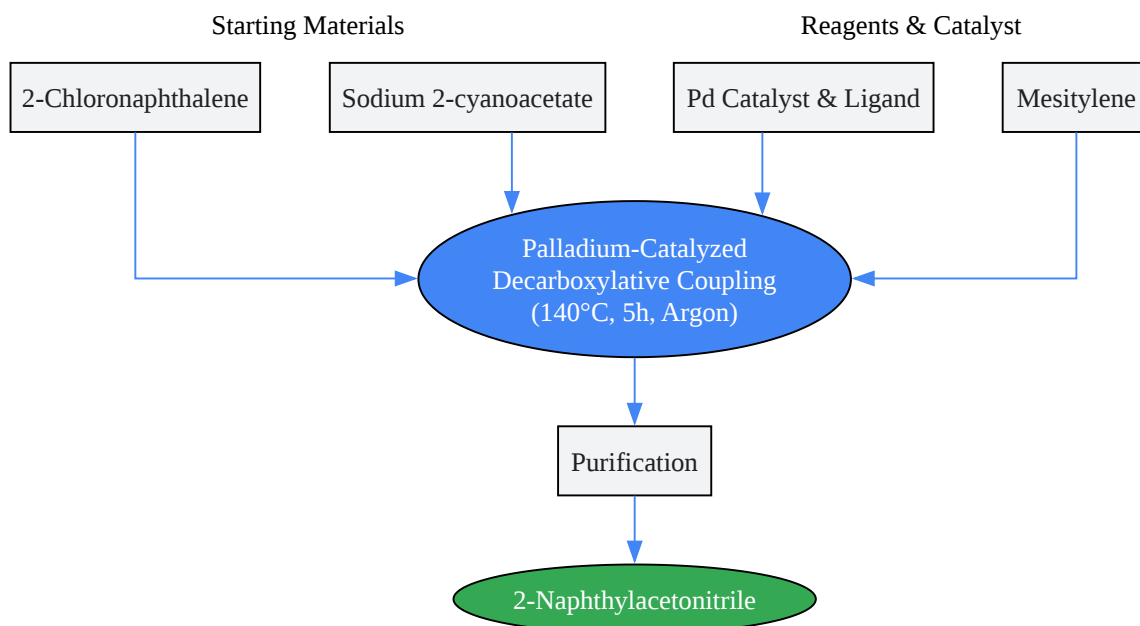 Starting Materials
Reagents & Catalyst
2-Chloronaphthalene
Sodium 2-cyanoacetate
Pd Catalyst & Ligand
Mesitylene
Palladium-Catalyzed
Decarboxylative Coupling
(140°C, 5h, Argon)
Purification
2-Naphthylacetonitrile